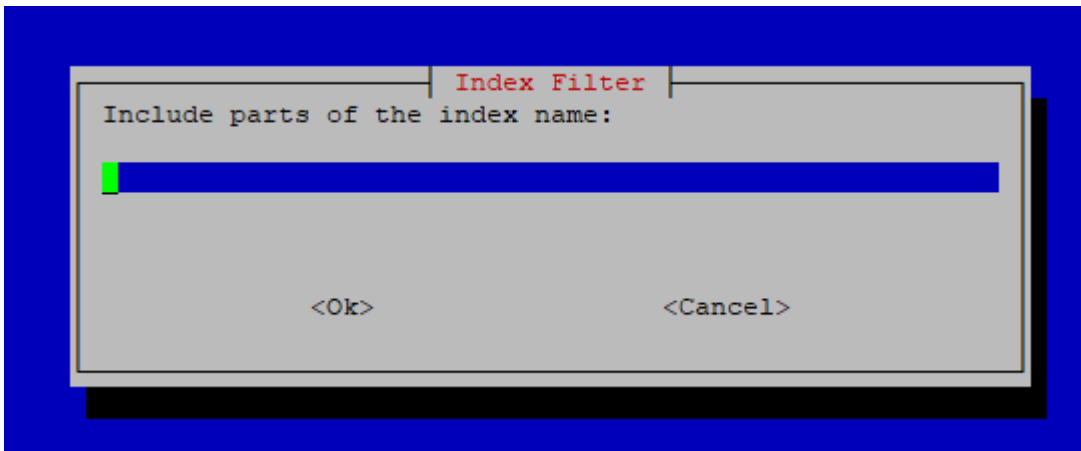 Index Filter
Include parts of the index name:
<Ok> <Cancel>